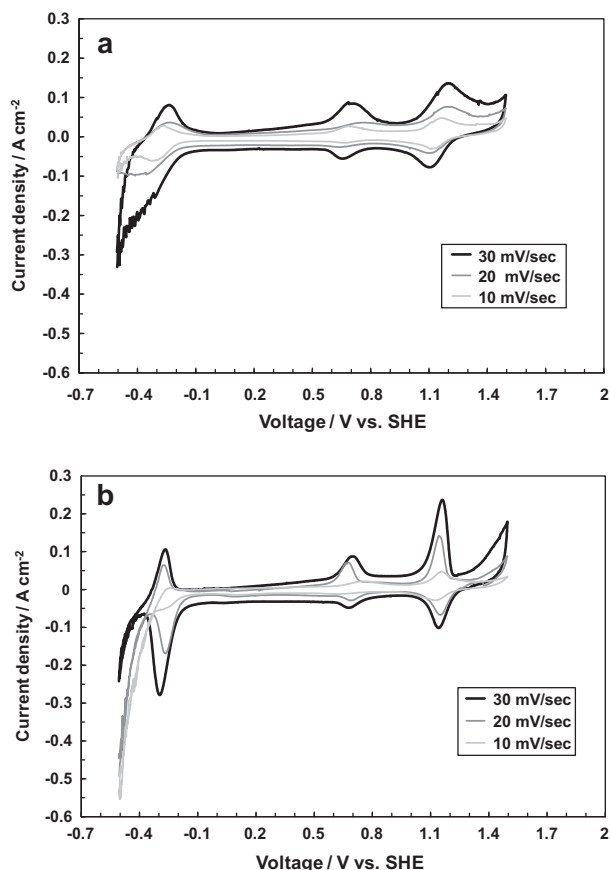 a
0.3
0.2
0.1
0.0
-0.1
-0.2
-0.3
-0.4
-0.5
-0.6
Current density / A cm-2
30 mV/sec
20 mV/sec
10 mV/sec
-0.7 -0.4 -0.1 0.2 0.5 0.8 1.1 1.4 1.7 2
Voltage / V vs. SHE
b
0.3
0.2
0.1
0
-0.1
-0.2
-0.3
-0.4
-0.5
-0.6
Current density / A cm-2
30 mV/sec
20 mV/sec
10 mV/sec
-0.7 -0.4 -0.1 0.2 0.5 0.8 1.1 1.4 1.7 2
Voltage / V vs. SHE